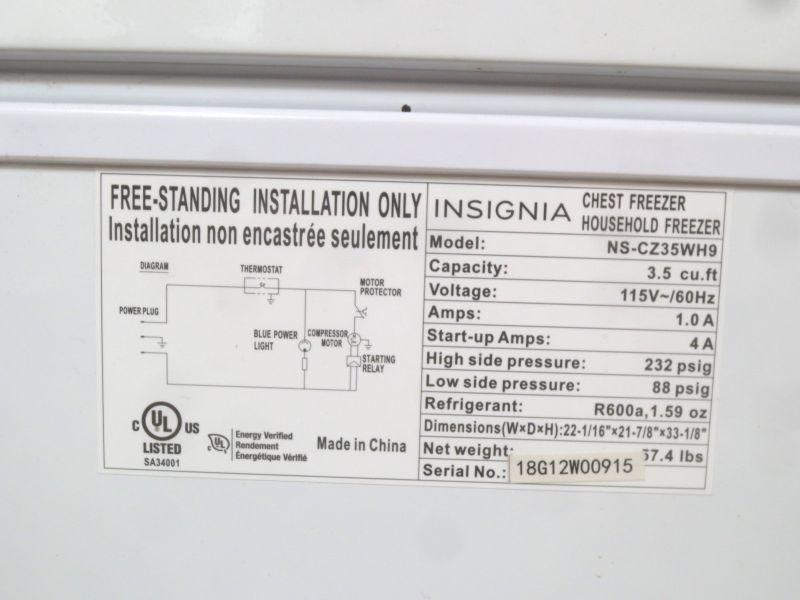 FREE-STANDING INSTALLATION ONLY
Installation non encastrée seulement
DIAGRAM
THERMOSTAT
MOTOR
PROTECTOR
POWER PLUG
BLUE POWER
LIGHT
COMPRESSOR
MOTOR
STARTING
RELAY
C UL US
LISTED
SA34001
C UL
Energy Verified
Rendement
Énergétique Vérifié
Made in China
INSIGNIA
CHEST FREEZER
HOUSEHOLD FREEZER
Model: NS-CZ35WH9
Capacity: 3.5 cu.ft
Voltage: 115V~/60Hz
Amps: 1.0 A
Start-up Amps: 4 A
High side pressure: 232 psig
Low side pressure: 88 psig
Refrigerant: R600a,1.59 oz
Dimensions(W×D×H):22-1/16"×21-7/8"×33-1/8"
Net weight: 57.4 lbs
Serial No.: 18G12W00915